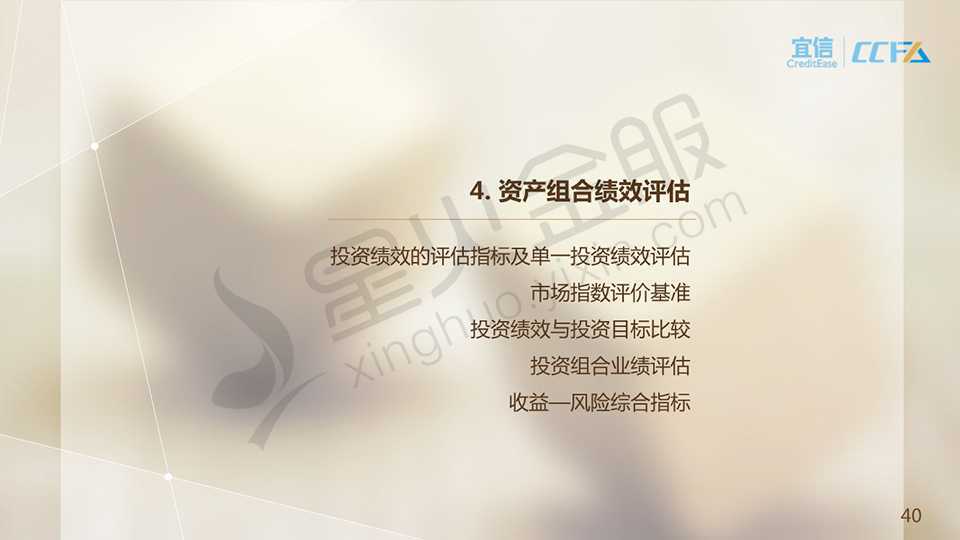 宜信
CreditEase
CCFA
4. 资产组合绩效评估
投资绩效的评估指标及单一投资绩效评估
市场指数评价基准
投资绩效与投资目标比较
投资组合业绩评估
收益—风险综合指标
星火金服
xinghuo.yixin.com
40